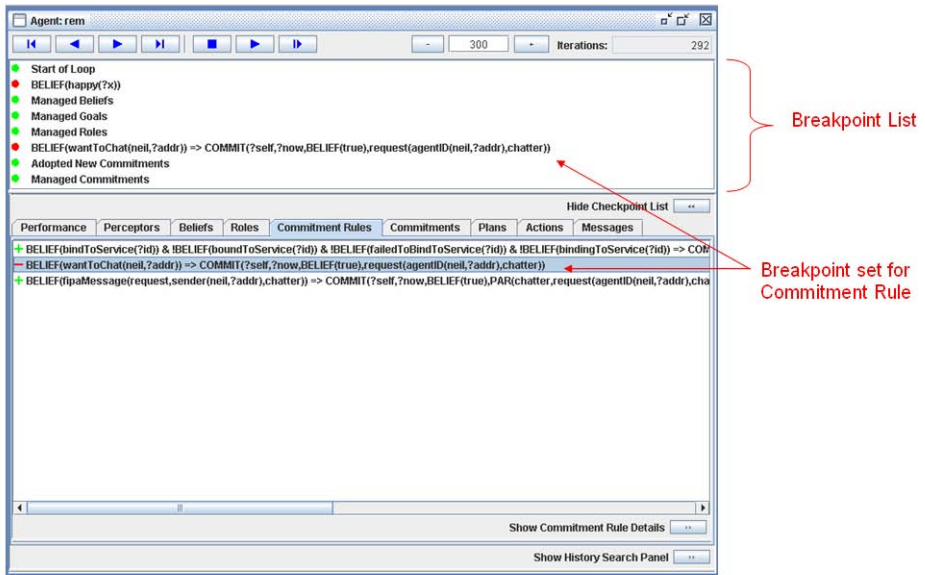 Agent: rem
- 300 + Iterations: 292
Start of Loop
BELIEF(happy(?x))
Managed Beliefs
Managed Goals
Managed Roles
BELIEF(wantToChat(neil,?addr)) => COMMIT(?self,?now,BELIEF(true),request(agentID(neil,?addr),chatter))
Adopted New Commitments
Managed Commitments
Breakpoint List
Hide Checkpoint List
Performance Perceptors Beliefs Roles Commitment Rules Commitments Plans Actions Messages
+ BELIEF(bindToService(?id)) & !BELIEF(boundToService(?id)) & !BELIEF(failedToBindToService(?id)) & !BELIEF(bindingToService(?id)) => COM
- BELIEF(wantToChat(neil,?addr)) => COMMIT(?self,?now,BELIEF(true),request(agentID(neil,?addr),chatter))
+ BELIEF(fipaMessage(request,sender(neil,?addr),chatter)) => COMMIT(?self,?now,BELIEF(true),PAR(chatter,request(agentID(neil,?addr),cha
Breakpoint set for
Commitment Rule
Show Commitment Rule Details
Show History Search Panel